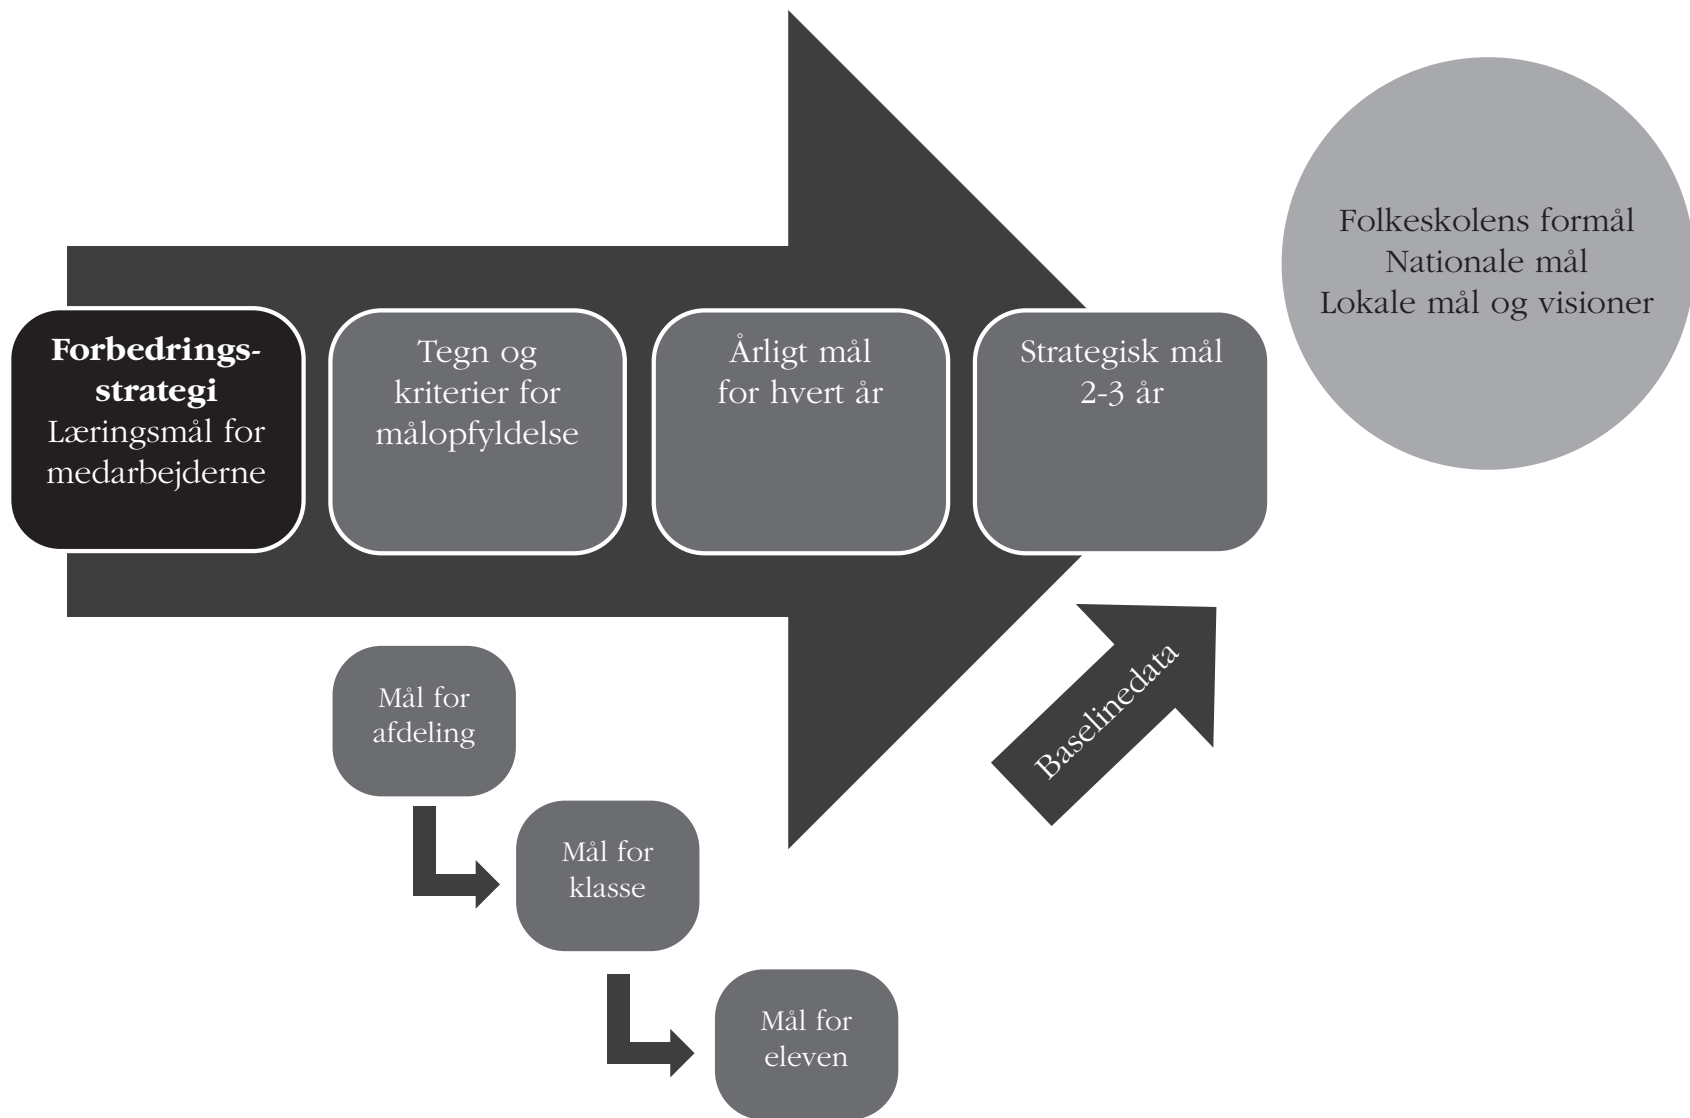 Forbedrings-
strategi
Læringsmål for
medarbejderne
Tegn og
kriterier for
målopfyldelse
Årligt mål
for hvert år
Strategisk mål
2-3 år
Folkeskolens formål
Nationale mål
Lokale mål og visioner
Baselinedata
Mål for
afdeling
Mål for
klasse
Mål for
eleven